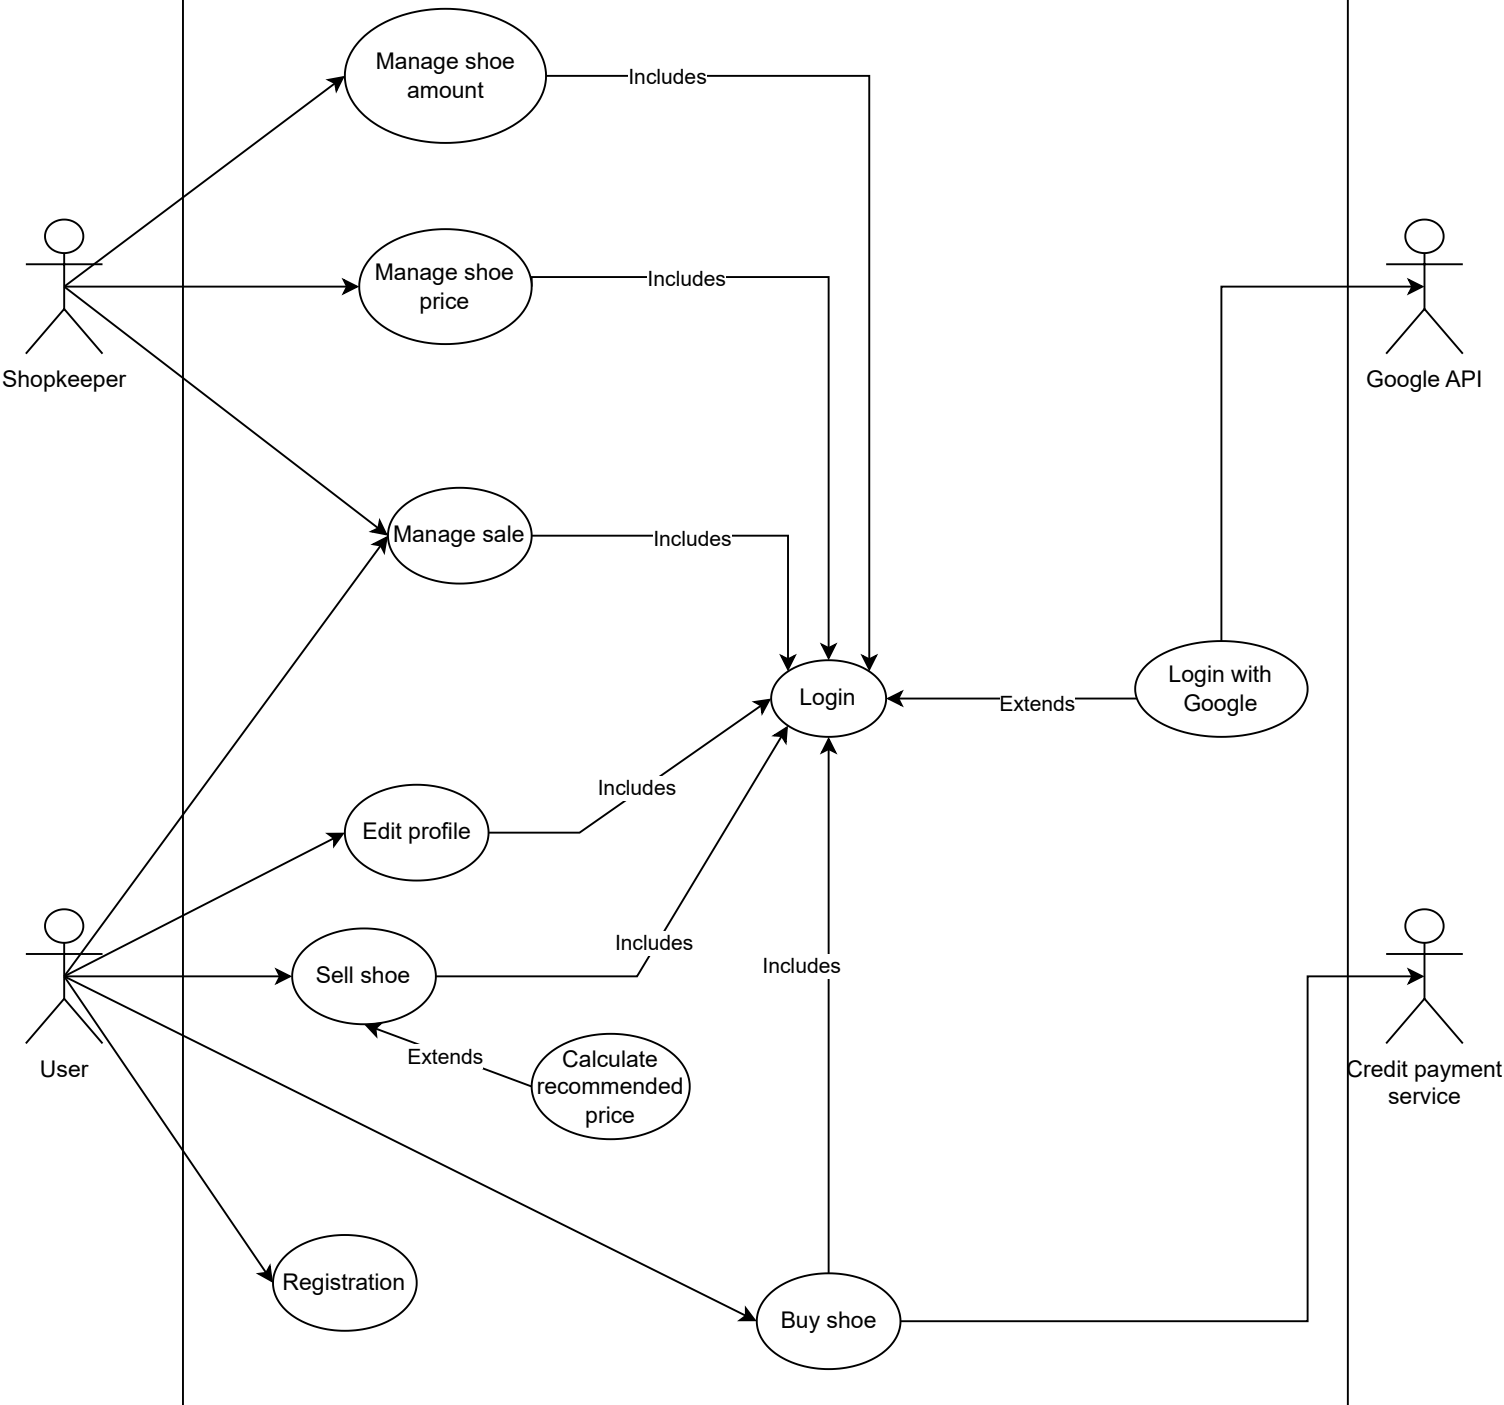 Manage shoe
amount
Includes
Manage shoe
price
Includes
Shopkeeper
Google API
Manage sale
Includes
Login with
Google
Login
Extends
Includes
Edit profile
Includes
Sell shoe
Includes
Extends
Calculate
recommended
price
User
Credit payment
service
Registration
Buy shoe